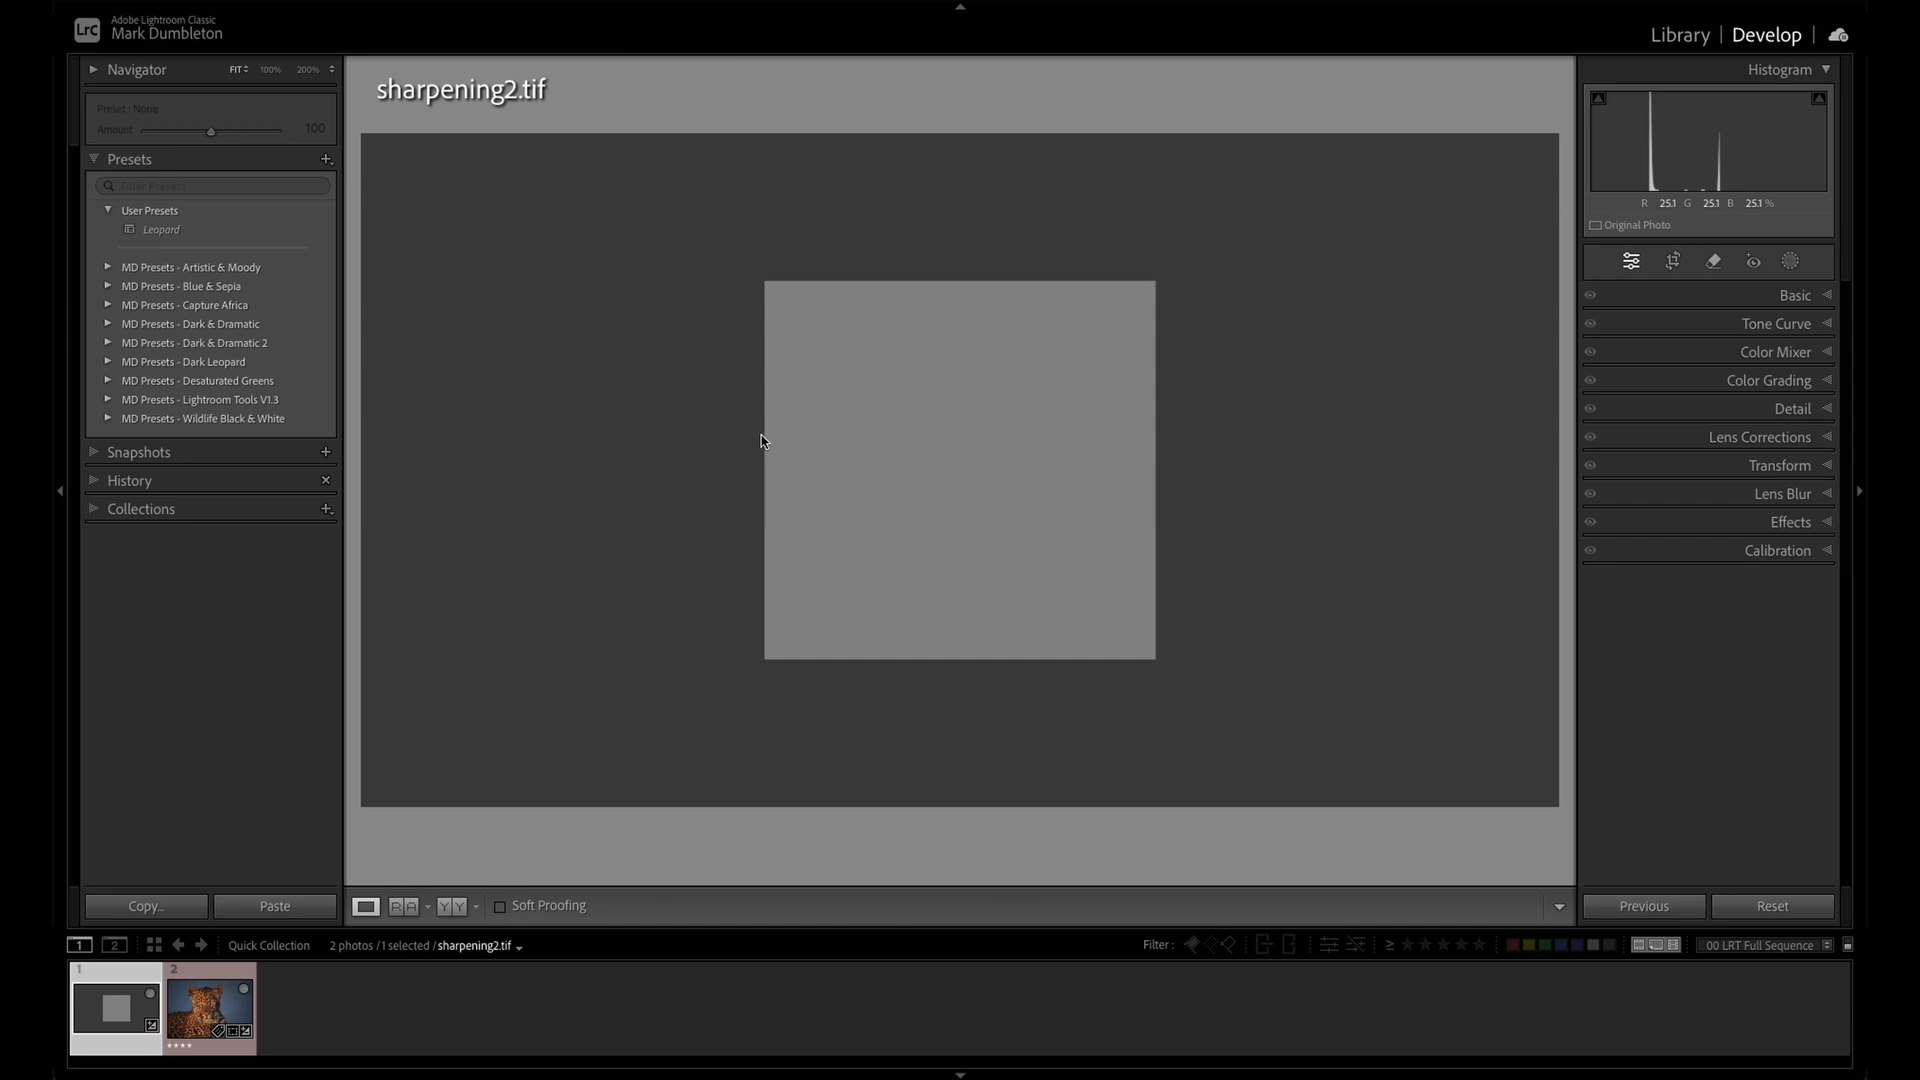 Adobe Lightroom Classic
LrC
Mark Dumbleton
Library | Develop |
Navigator FIT 100% 200%
Preset : None
Amount 100
Presets
Filter Presets
User Presets
Leopard
MD Presets - Artistic & Moody
MD Presets - Blue & Sepia
MD Presets - Capture Africa
MD Presets - Dark & Dramatic
MD Presets - Dark & Dramatic 2
MD Presets - Dark Leopard
MD Presets - Desaturated Greens
MD Presets - Lightroom Tools V1.3
MD Presets - Wildlife Black & White
Snapshots
History
Collections
Copy... Paste
sharpening2.tif
Histogram
R 25.1 G 25.1 B 25.1 %
Original Photo
Basic
Tone Curve
Color Mixer
Color Grading
Detail
Lens Corrections
Transform
Lens Blur
Effects
Calibration
R A Y Y Soft Proofing
Previous Reset
1 2 Quick Collection 2 photos / 1 selected / sharpening2.tif
Filter : ≥ 00 LRT Full Sequence
1 2